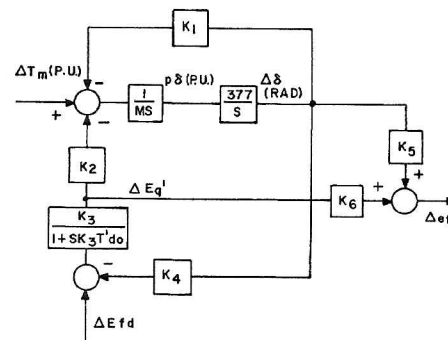 K1
ΔTm (P.U.)
-
+
-
1
MS
pδ (P.U.)
377
S
Δδ
(RAD)
K5
K2
ΔEq'
K6
+
+
Δet
K3
1+SK3T'do
-
K4
ΔEfd